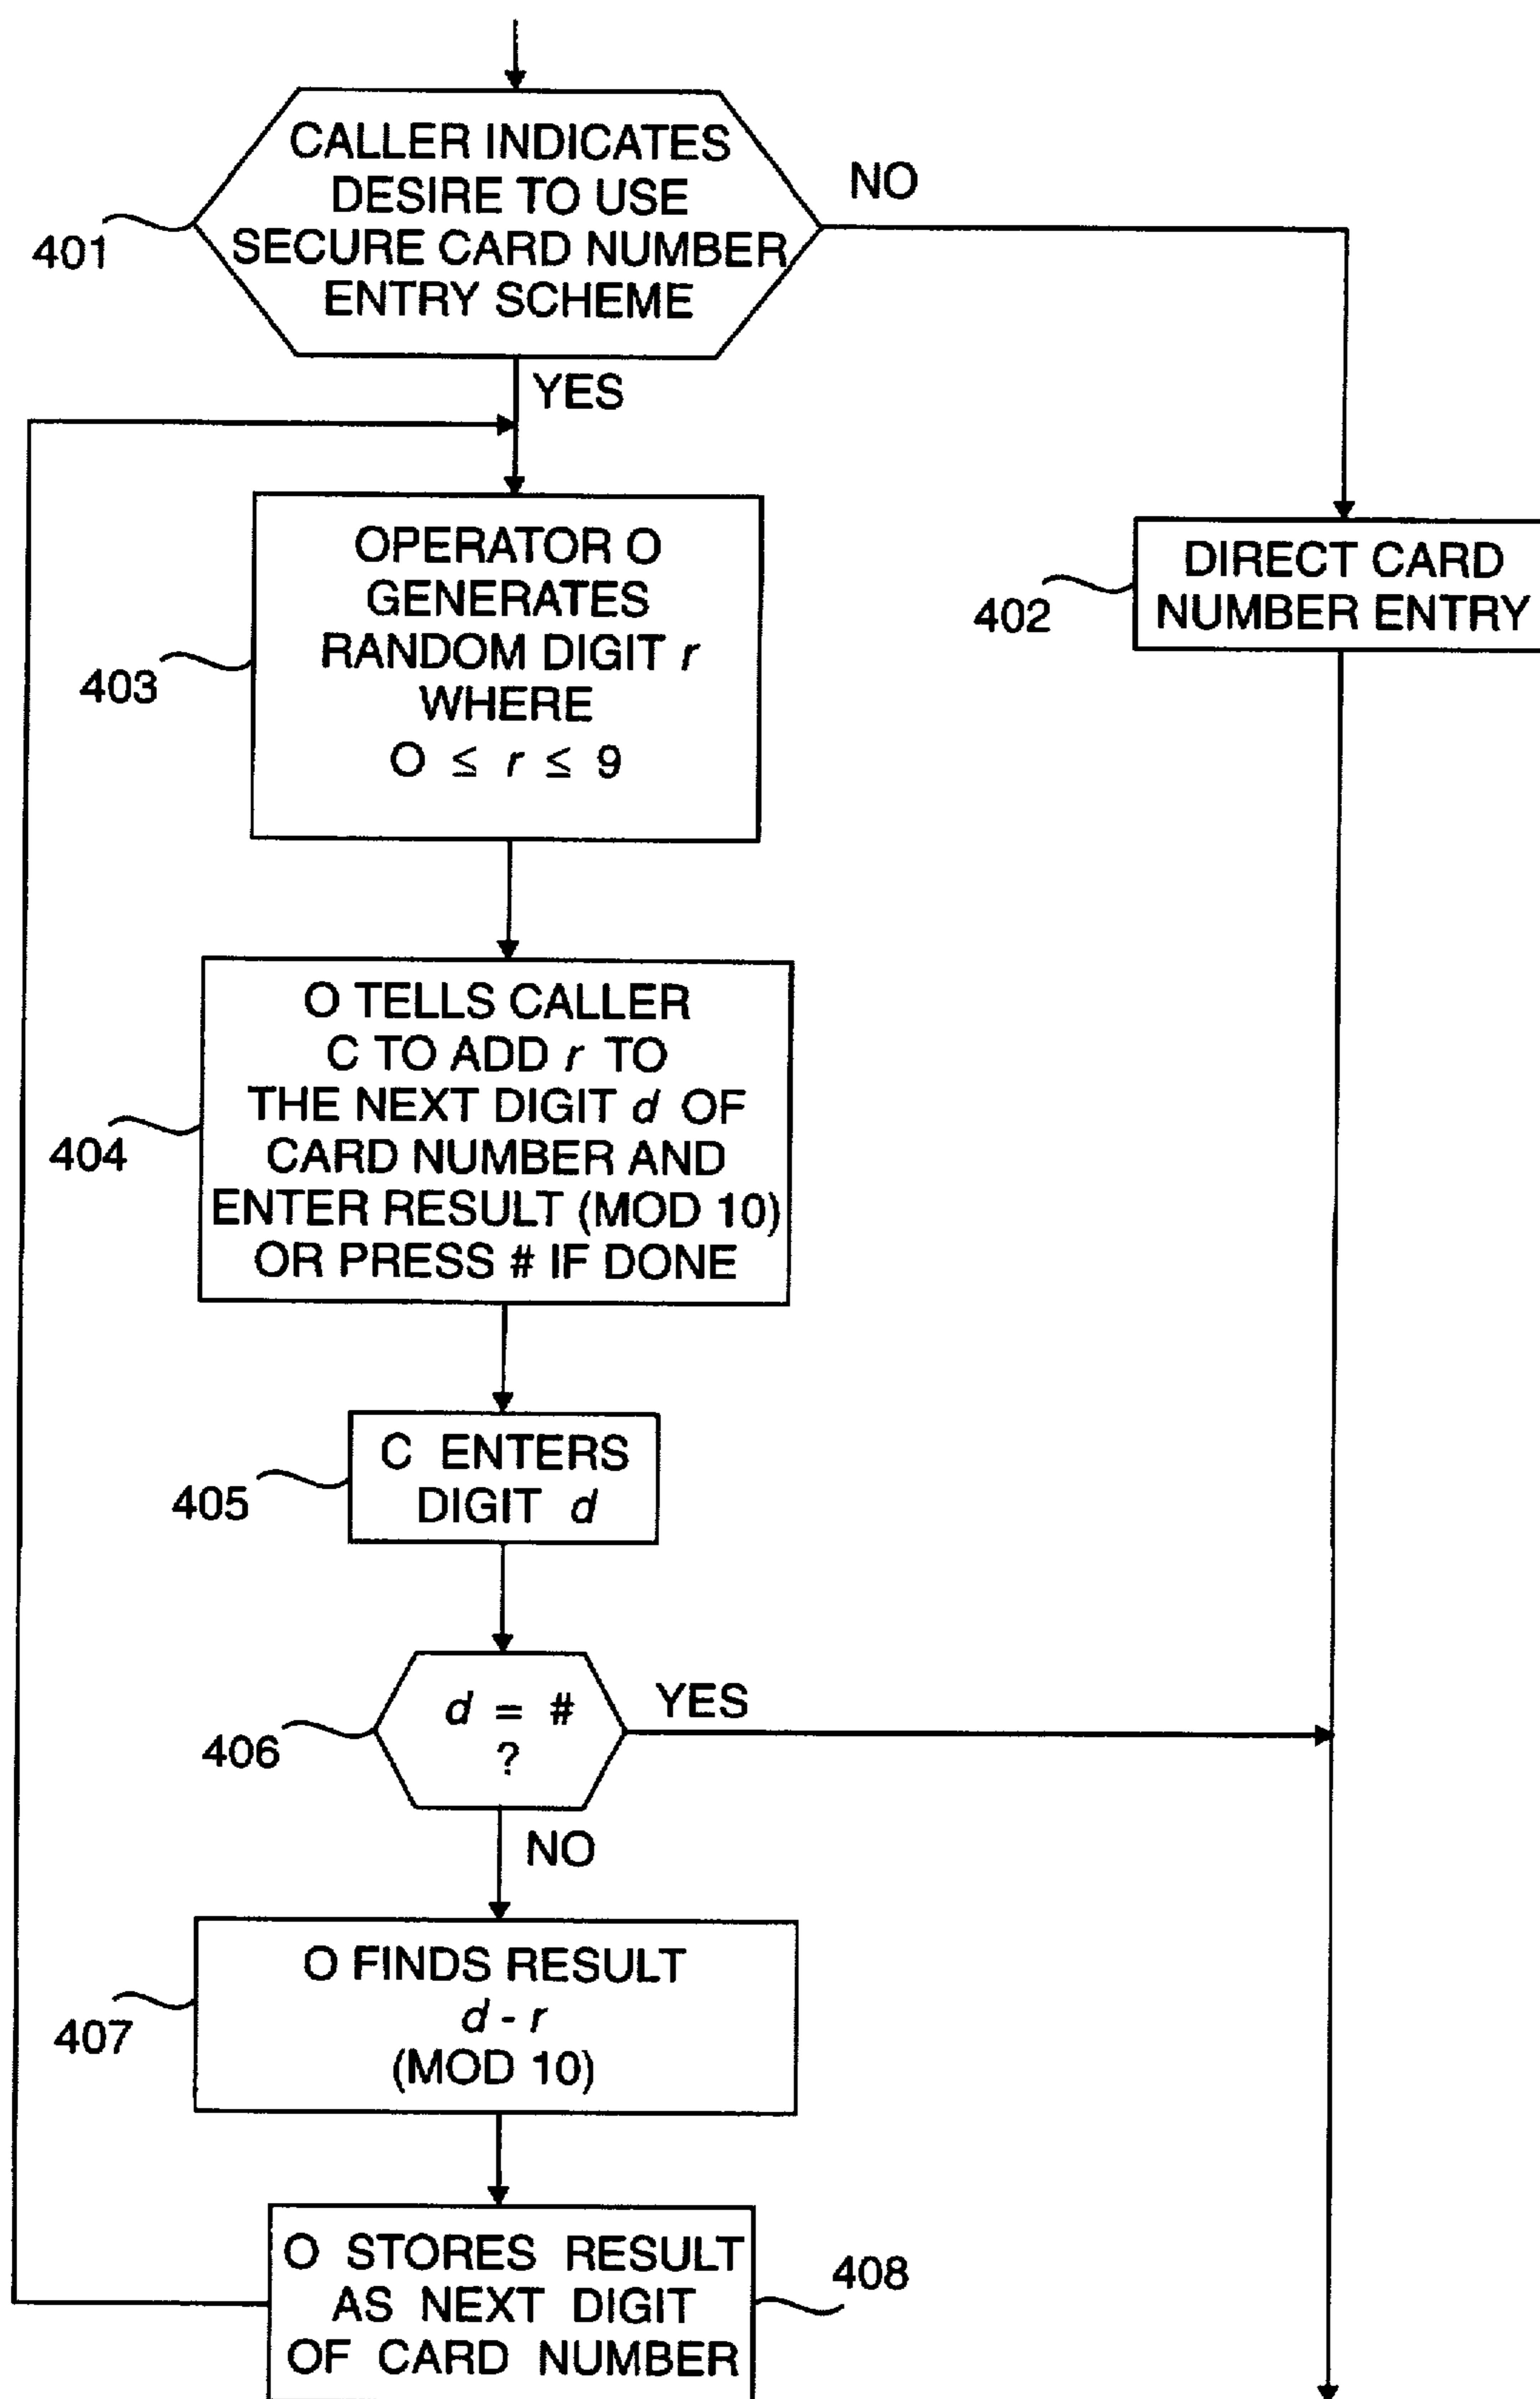 CALLER INDICATES
DESIRE TO USE
SECURE CARD NUMBER
ENTRY SCHEME
NO
401
YES
OPERATOR O
GENERATES
RANDOM DIGIT r
WHERE
O ≤ r ≤ 9
403
DIRECT CARD
NUMBER ENTRY
402
O TELLS CALLER
C TO ADD r TO
THE NEXT DIGIT d OF
CARD NUMBER AND
ENTER RESULT (MOD 10)
OR PRESS # IF DONE
404
C ENTERS
DIGIT d
405
d = #
?
YES
406
NO
O FINDS RESULT
d - r
(MOD 10)
407
O STORES RESULT
AS NEXT DIGIT
OF CARD NUMBER
408